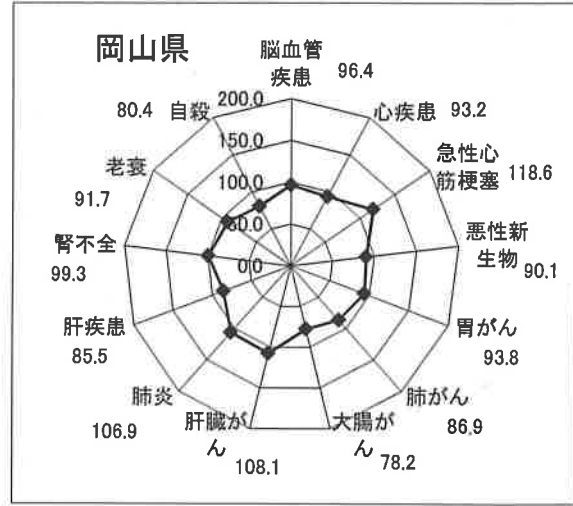 岡山県
脳血管
疾患
96.4
心疾患
93.2
急性心
筋梗塞
118.6
悪性新
生物
90.1
胃がん
93.8
肺がん
86.9
大腸が
ん
78.2
肝臓が
ん
108.1
肺炎
106.9
肝疾患
85.5
腎不全
99.3
老衰
91.7
自殺
80.4
200.0
150.0
100.0
50.0
0.0